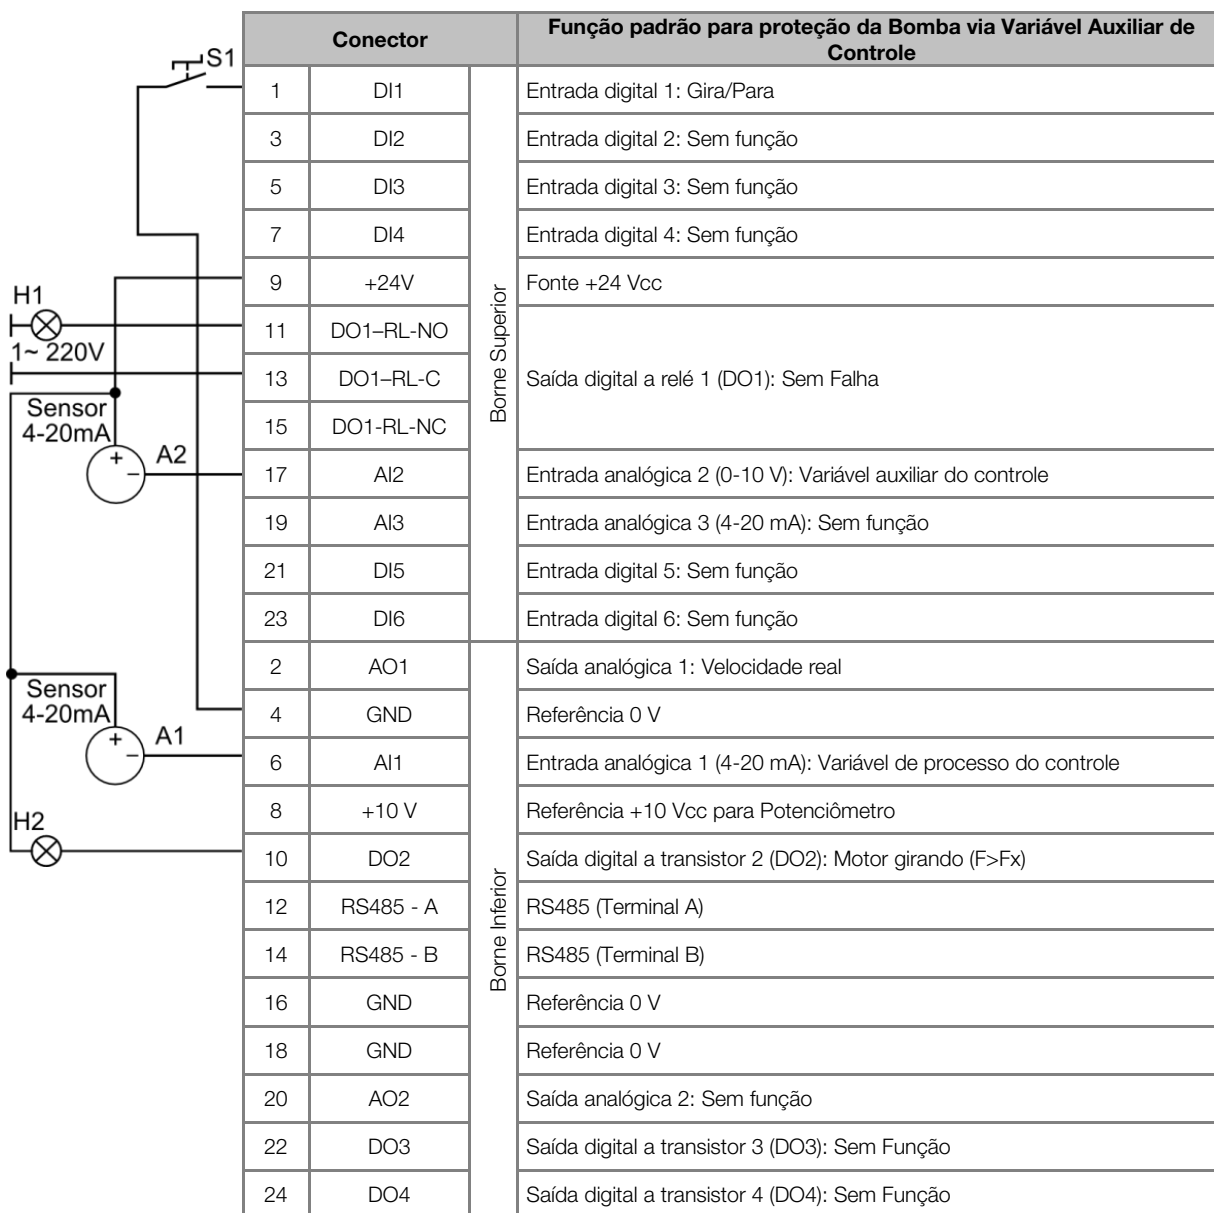 Conector
Função padrão para proteção da Bomba via Variável Auxiliar de
Controle
S1
1 DI1 Entrada digital 1: Gira/Para
3 DI2 Entrada digital 2: Sem função
5 DI3 Entrada digital 3: Sem função
7 DI4 Entrada digital 4: Sem função
9 +24V Fonte +24 Vcc
Borne Superior
H1
11 DO1–RL-NO
1~ 220V
13 DO1–RL-C Saída digital a relé 1 (DO1): Sem Falha
Sensor
4-20mA
15 DO1-RL-NC
+ − A2
17 AI2 Entrada analógica 2 (0-10 V): Variável auxiliar do controle
19 AI3 Entrada analógica 3 (4-20 mA): Sem função
21 DI5 Entrada digital 5: Sem função
23 DI6 Entrada digital 6: Sem função
2 AO1 Saída analógica 1: Velocidade real
Sensor
4-20mA
4 GND Referência 0 V
+ − A1
6 AI1 Entrada analógica 1 (4-20 mA): Variável de processo do controle
8 +10 V Referência +10 Vcc para Potenciômetro
H2
10 DO2 Saída digital a transistor 2 (DO2): Motor girando (F>Fx)
Borne Inferior
12 RS485 - A RS485 (Terminal A)
14 RS485 - B RS485 (Terminal B)
16 GND Referência 0 V
18 GND Referência 0 V
20 AO2 Saída analógica 2: Sem função
22 DO3 Saída digital a transistor 3 (DO3): Sem Função
24 DO4 Saída digital a transistor 4 (DO4): Sem Função